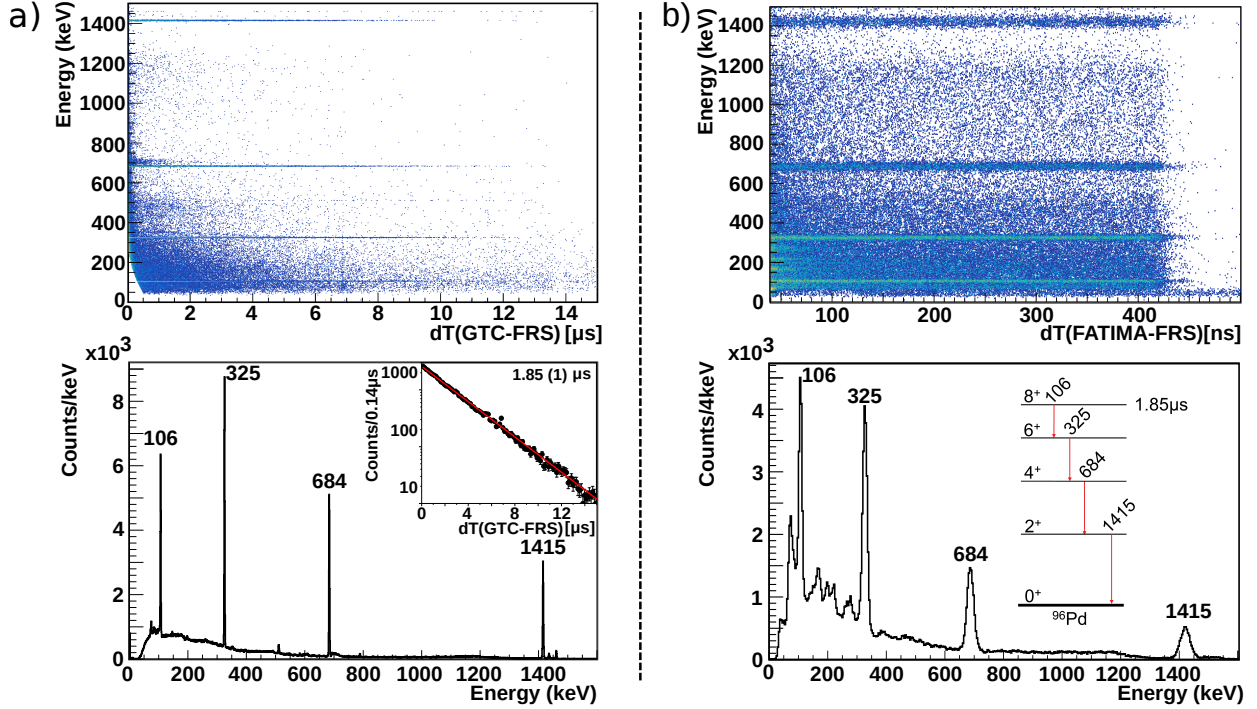 a)
Energy (keV)
1400
1200
1000
800
600
400
200
0
0 2 4 6 8 10 12 14
dT(GTC-FRS) [µs]
x10³
Counts/keV
8
6
4
2
0
106
325
684
1415
0 200 400 600 800 1000 1200 1400
Energy (keV)
Counts/0.14µs
1000
100
10
1.85 (1) µs
0 4 8 12
dT(GTC-FRS) [µs]
b)
Energy (keV)
1400
1200
1000
800
600
400
200
0
100 200 300 400
dT(FATIMA-FRS)[ns]
x10³
Counts/4keV
4
3
2
1
0
106
325
684
1415
0 200 400 600 800 1000 1200 1400
Energy (keV)
8⁺ 106 1.85µs
6⁺ 325
4⁺ 684
2⁺ 1415
0⁺
⁹⁶Pd